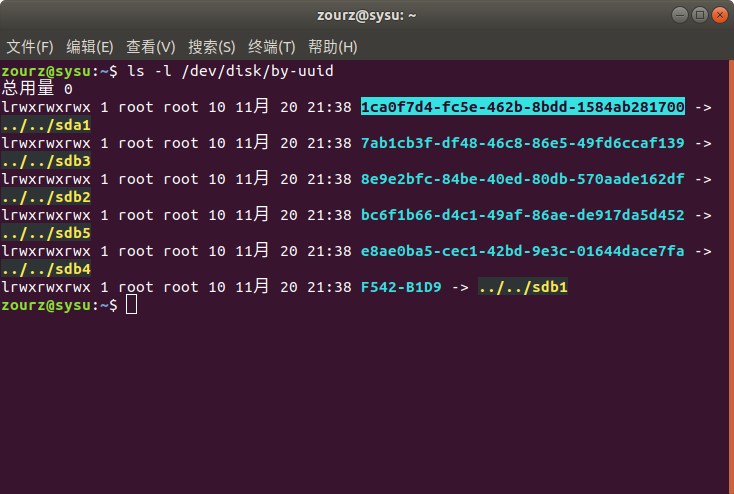 zourz@sysu: ~
文件(F) 编辑(E) 查看(V) 搜索(S) 终端(T) 帮助(H)
zourz@sysu:~$ ls -l /dev/disk/by-uuid
总用量 0
lrwxrwxrwx 1 root root 10 11月 20 21:38 1ca0f7d4-fc5e-462b-8bdd-1584ab281700 ->
../../sda1
lrwxrwxrwx 1 root root 10 11月 20 21:38 7ab1cb3f-df48-46c8-86e5-49fd6ccaf139 ->
../../sdb3
lrwxrwxrwx 1 root root 10 11月 20 21:38 8e9e2bfc-84be-40ed-80db-570aade162df ->
../../sdb2
lrwxrwxrwx 1 root root 10 11月 20 21:38 bc6f1b66-d4c1-49af-86ae-de917da5d452 ->
../../sdb5
lrwxrwxrwx 1 root root 10 11月 20 21:38 e8ae0ba5-cec1-42bd-9e3c-01644dace7fa ->
../../sdb4
lrwxrwxrwx 1 root root 10 11月 20 21:38 F542-B1D9 -> ../../sdb1
zourz@sysu:~$